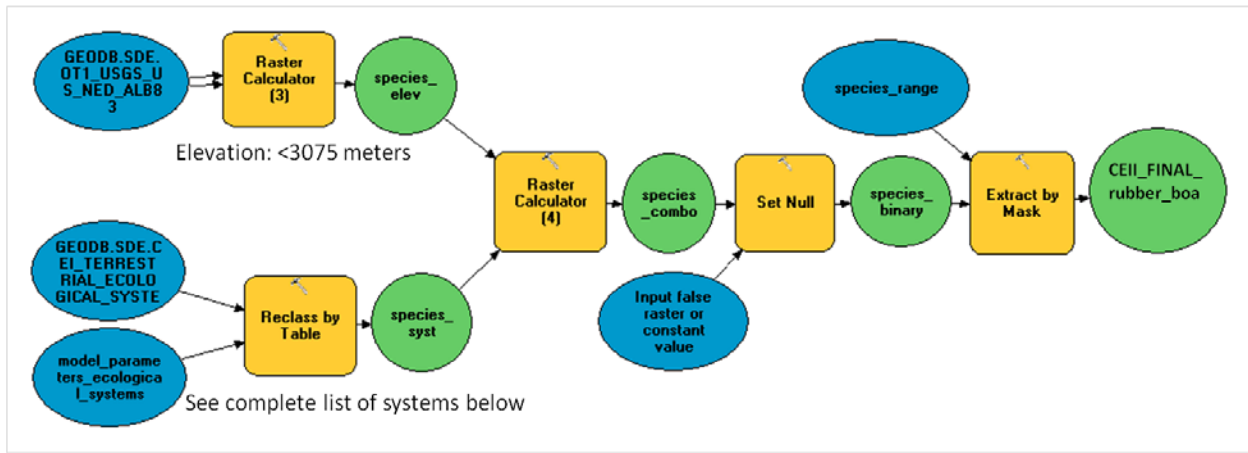 GEODB.SDE.
OT1_USGS_U
S_NED_ALB8
3
Raster
Calculator
(3)
species_
elev
Elevation: <3075 meters
species_range
Raster
Calculator
(4)
species
_combo
Set Null
species_
binary
Extract by
Mask
CEII_FINAL_
rubber_boa
GEODB.SDE.C
EI_TERREST
RIAL_ECOLO
GICAL_SYSTE
Reclass by
Table
species_
syst
Input false
raster or
constant
value
model_parame
ters_ecologica
l_systems
See complete list of systems below